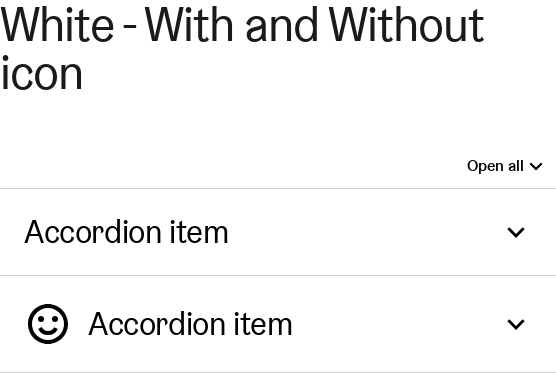 White - With and Without
icon
Open all
Accordion item
Accordion item